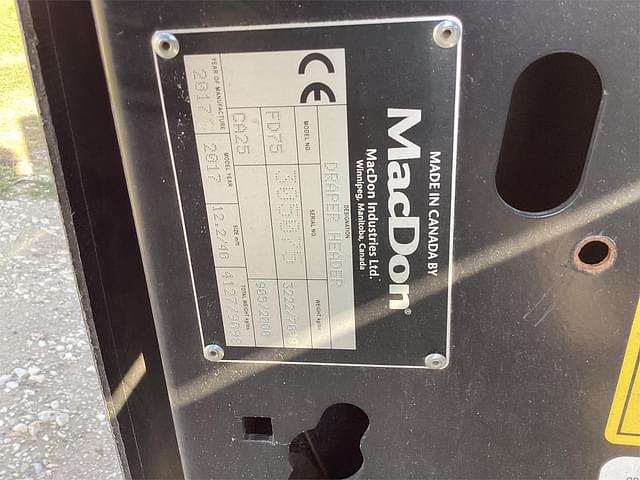 MADE IN CANADA BY
MacDon®
MacDon Industries Ltd.
Winnipeg, Manitoba, Canada
CE
DESIGNATION
DRAPER HEADER
MODEL NO
SERIAL NO
WEIGHT kg/lbs
FD75
CA25
905/2000
YEAR OF MANUFACTURE
MODEL YEAR
SIZE m/ft
TOTAL WEIGHT kg/lbs
2017
2017
12.2/40